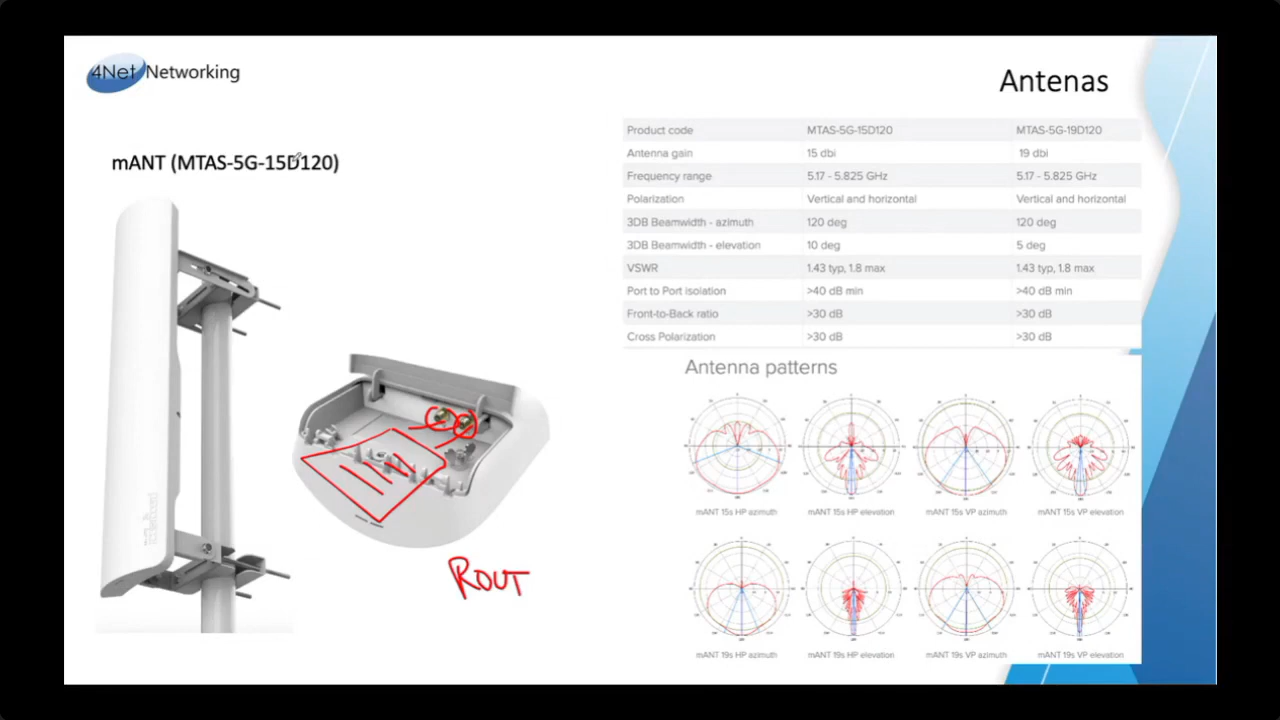 4Net Networking
Antenas
mANT (MTAS-5G-15D120)
Product code MTAS-5G-15D120 MTAS-5G-19D120
Antenna gain 15 dbi 19 dbi
Frequency range 5.17 - 5.825 GHz 5.17 - 5.825 GHz
Polarization Vertical and horizontal Vertical and horizontal
3DB Beamwidth - azimuth 120 deg 120 deg
3DB Beamwidth - elevation 10 deg 5 deg
VSWR 1.43 typ, 1.8 max 1.43 typ, 1.8 max
Port to Port isolation >40 dB min >40 dB min
Front-to-Back ratio >30 dB >30 dB
Cross Polarization >30 dB >30 dB
Antenna patterns
mANT 15s HP azimuth mANT 15s HP elevation mANT 15s VP azimuth mANT 15s VP elevation
ROUT
mANT 19s HP azimuth mANT 19s HP elevation mANT 19s VP azimuth mANT 19s VP elevation